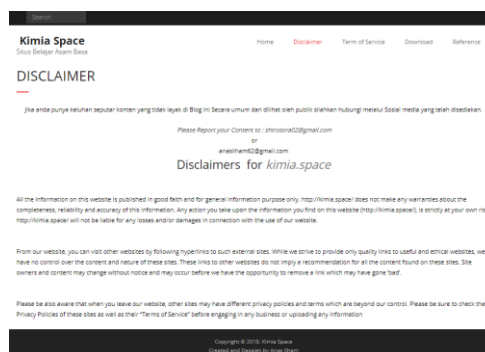 Search
Kimia Space
Situs Belajar Asam Basa
Home Disclaimer Term of Service Download Reference
DISCLAIMER
Jika anda punya keluhan seputar konten yang tidak layak di Blog ini Secara umum dan dilihat oleh publik silahkan hubungi melalui Sosial media yang telah disediakan.
Please Report your Content to : shirosora02@gmail.com
or
anasilham62@gmail.com
Disclaimers for kimia.space
All the information on this website is published in good faith and for general information purpose only. http://kimia.space/ does not make any warranties about the
completeness, reliability and accuracy of this information. Any action you take upon the information you find on this website (http://kimia.space/), is strictly at your own ris
http://kimia.space/ will not be liable for any losses and/or damages in connection with the use of our website.
From our website, you can visit other websites by following hyperlinks to such external sites. While we strive to provide only quality links to useful and ethical websites, we
have no control over the content and nature of these sites. These links to other websites do not imply a recommendation for all the content found on these sites. Site
owners and content may change without notice and may occur before we have the opportunity to remove a link which may have gone 'bad'.
Please be also aware that when you leave our website, other sites may have different privacy policies and terms which are beyond our control. Please be sure to check the
Privacy Policies of these sites as well as their "Terms of Service" before engaging in any business or uploading any information
Copyright © 2018, Kimia Space
Created and Desaign by Anas Ilham